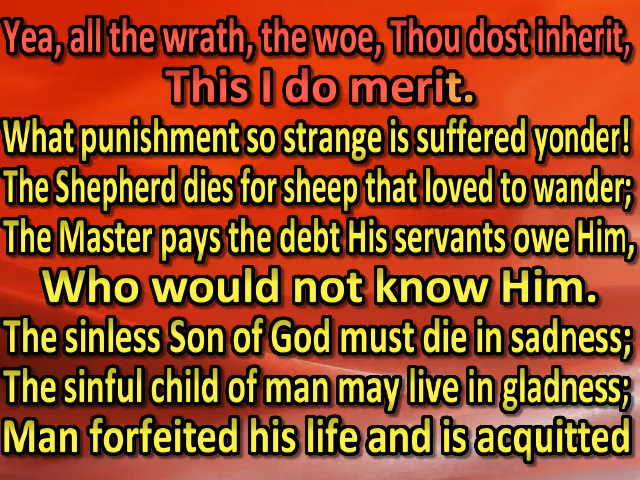 Yea, all the wrath, the woe, Thou dost inherit,
This I do merit.
What punishment so strange is suffered yonder!
The Shepherd dies for sheep that loved to wander;
The Master pays the debt His servants owe Him,
Who would not know Him.
The sinless Son of God must die in sadness;
The sinful child of man may live in gladness;
Man forfeited his life and is acquitted